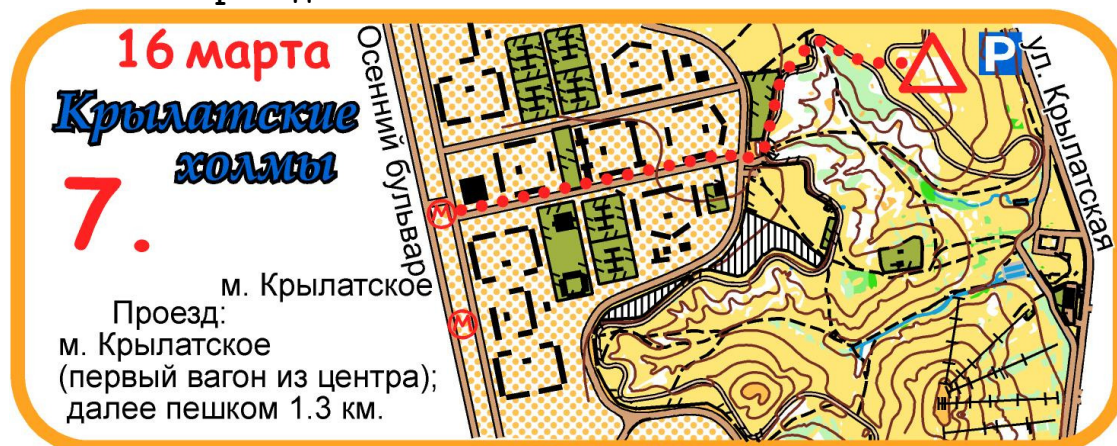 16 марта
Крылатские
холмы
7.
м. Крылатское
Проезд:
м. Крылатское
(первый вагон из центра);
далее пешком 1.3 км.
Осенний бульвар
М
М
P
ул. Крылатская